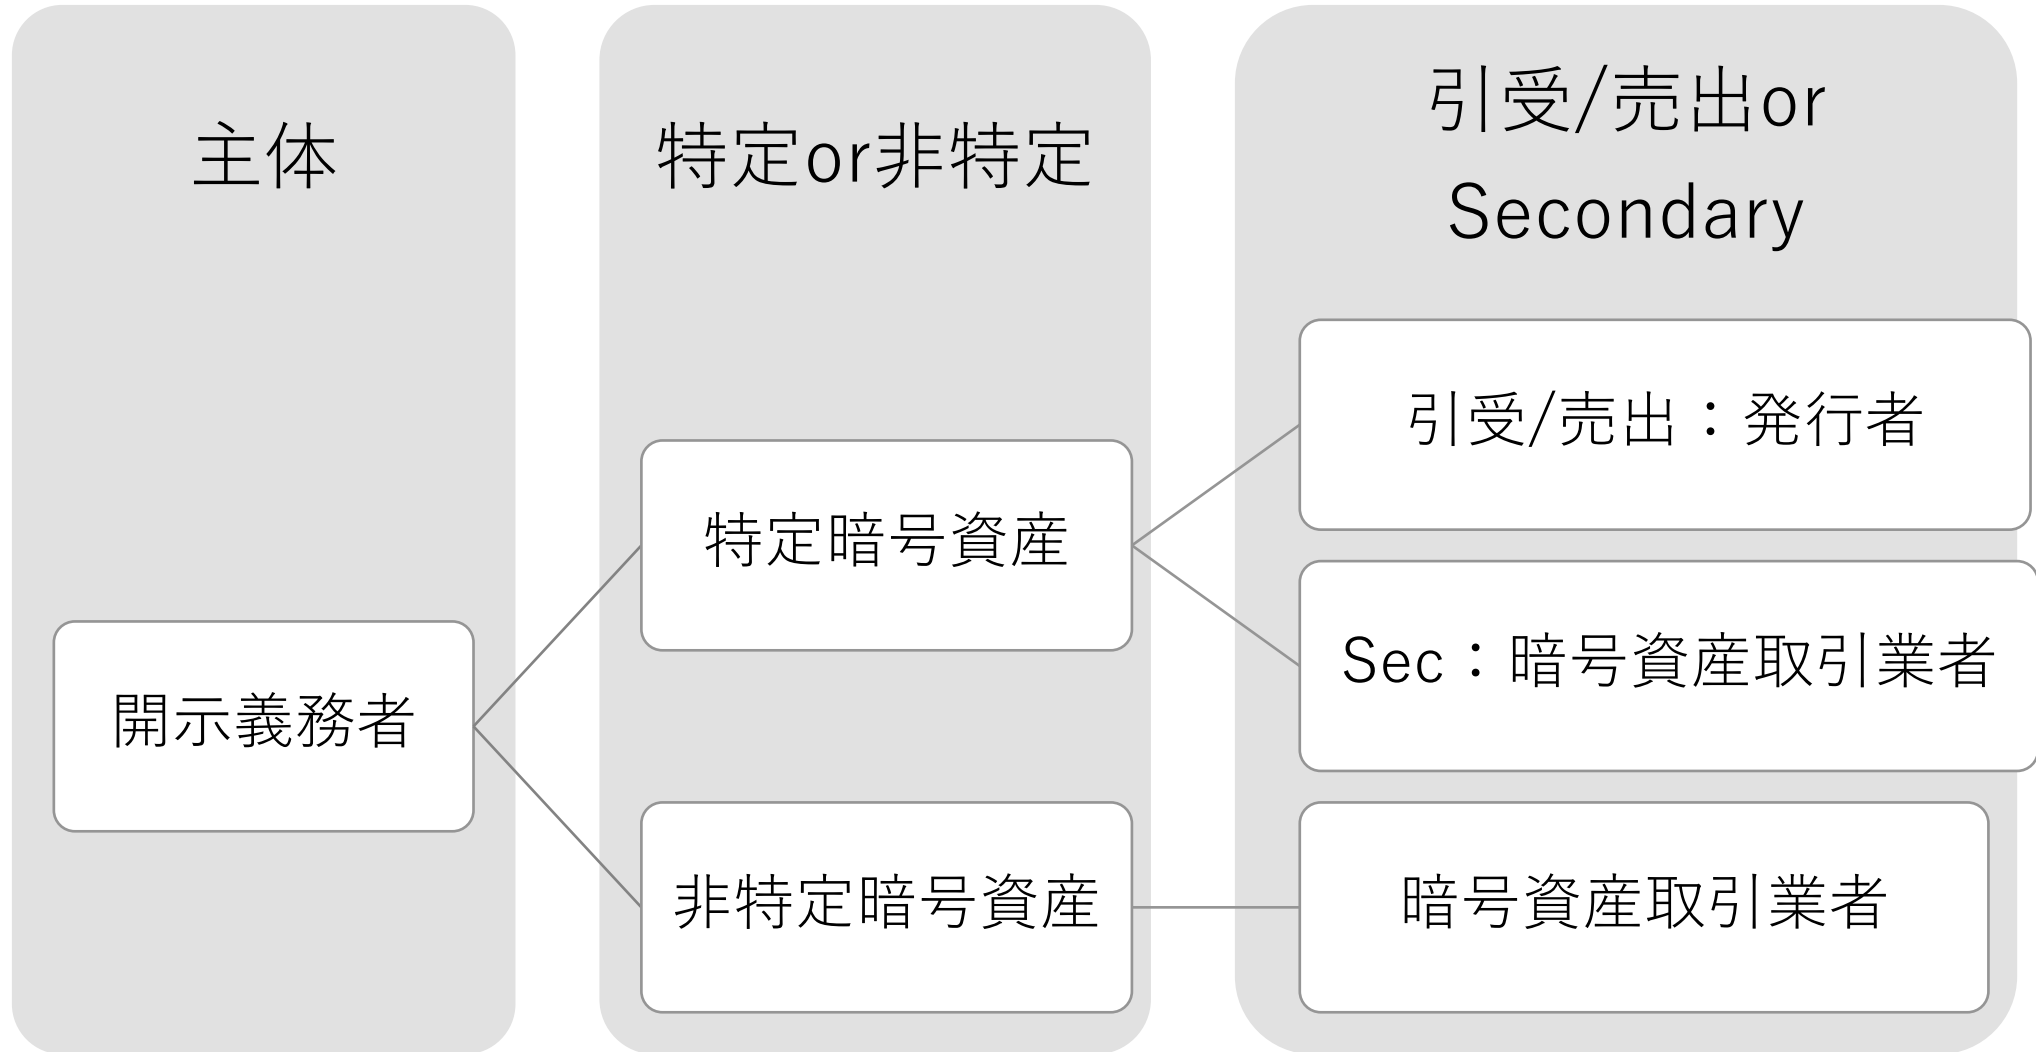 主体
特定or非特定
引受/売出or
Secondary
開示義務者
特定暗号資産
非特定暗号資産
引受/売出：発行者
Sec：暗号資産取引業者
暗号資産取引業者